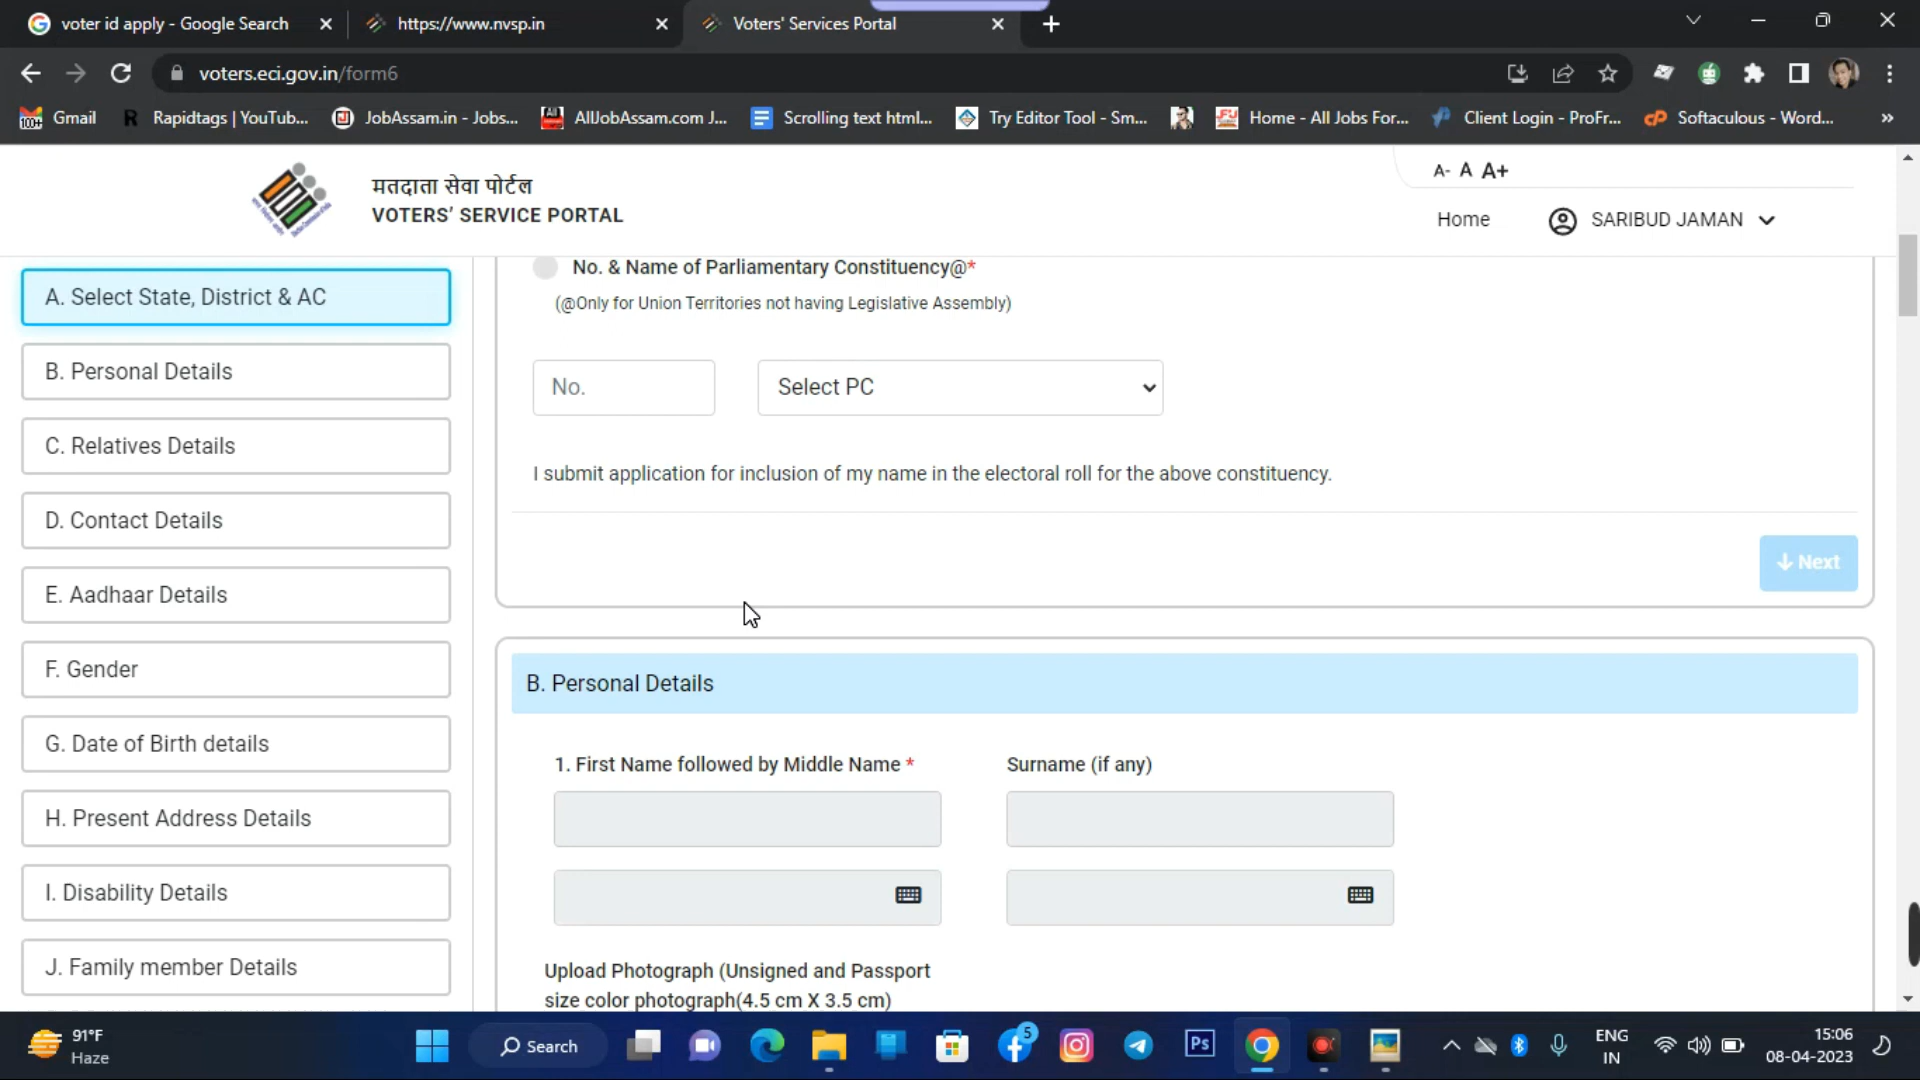 voter id apply - Google Search
https://www.nvsp.in
Voters' Services Portal
voters.eci.gov.in/form6
100+
Gmail
R
Rapidtags | YouTub...
JobAssam.in - Jobs...
AllJobAssam.com J...
Scrolling text html...
Try Editor Tool - Sm...
Home - All Jobs For...
Client Login - ProFr...
cP
Softaculous - Word...
»
मतदाता सेवा पोर्टल
VOTERS' SERVICE PORTAL
A- A A+
Home
SARIBUD JAMAN
A. Select State, District & AC
B. Personal Details
C. Relatives Details
D. Contact Details
E. Aadhaar Details
F. Gender
G. Date of Birth details
H. Present Address Details
I. Disability Details
J. Family member Details
No. & Name of Parliamentary Constituency@*
(@Only for Union Territories not having Legislative Assembly)
No.
Select PC
I submit application for inclusion of my name in the electoral roll for the above constituency.
Next
B. Personal Details
1. First Name followed by Middle Name *
Surname (if any)
Upload Photograph (Unsigned and Passport
size color photograph(4.5 cm X 3.5 cm)
91°F
Haze
Search
5
Ps
ENG
IN
15:06
08-04-2023